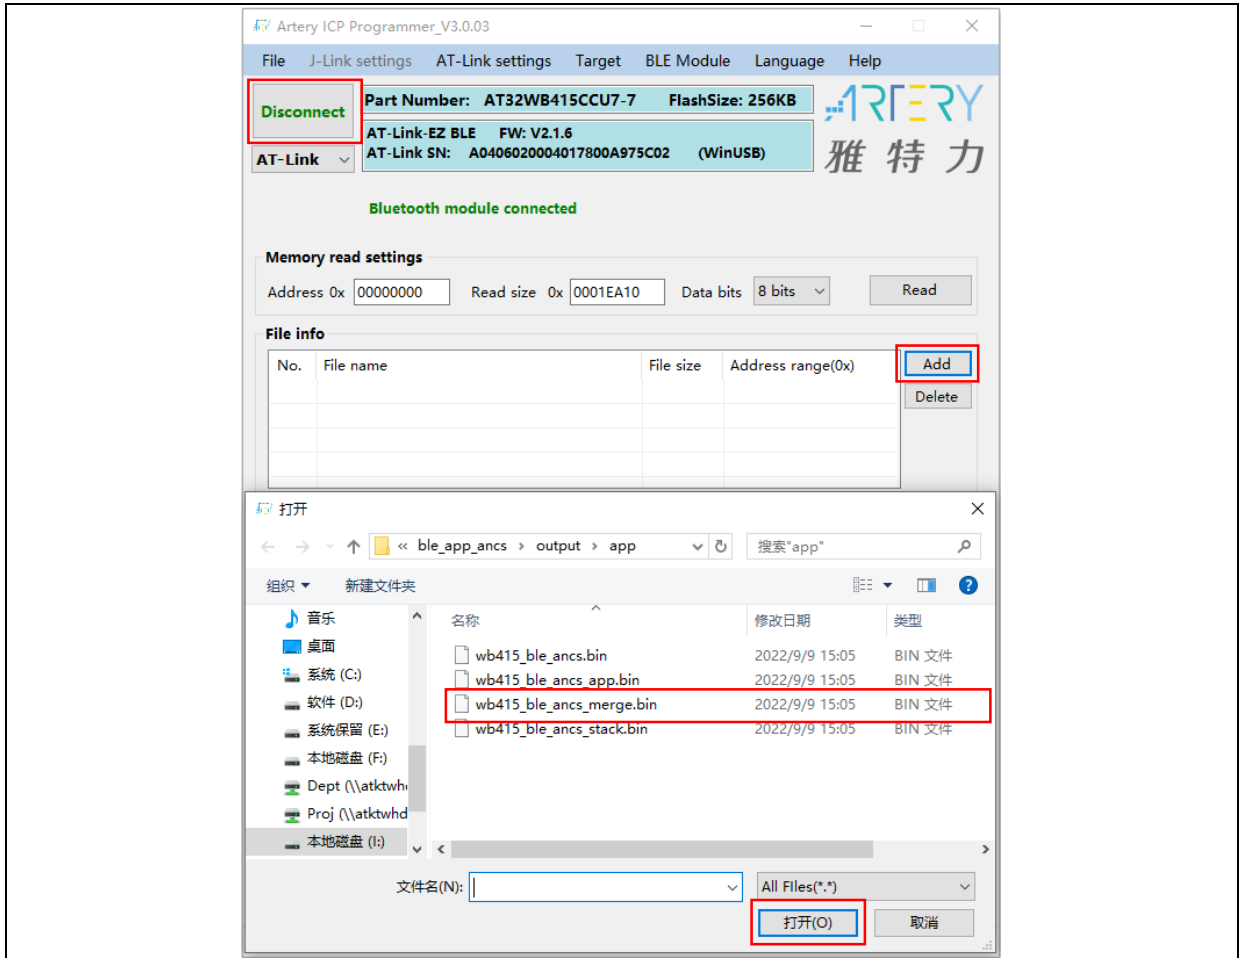 Artery ICP Programmer_V3.0.03
File J-Link settings AT-Link settings Target BLE Module Language Help
Disconnect
Part Number: AT32WB415CCU7-7 FlashSize: 256KB
AT-Link-EZ BLE FW: V2.1.6
AT-Link SN: A0406020004017800A975C02 (WinUSB)
AT-Link
ARTERY
雅特力
Bluetooth module connected
Memory read settings
Address 0x 00000000 Read size 0x 0001EA10 Data bits 8 bits Read
File info
No. File name File size Address range(0x)
Add
Delete
打开
« ble_app_ancs › output › app
搜索"app"
组织 新建文件夹
音乐
桌面
系统 (C:)
软件 (D:)
系统保留 (E:)
本地磁盘 (F:)
Dept (\\atktwh
Proj (\\atktwhd
本地磁盘 (I:)
名称 修改日期 类型
wb415_ble_ancs.bin 2022/9/9 15:05 BIN 文件
wb415_ble_ancs_app.bin 2022/9/9 15:05 BIN 文件
wb415_ble_ancs_merge.bin 2022/9/9 15:05 BIN 文件
wb415_ble_ancs_stack.bin 2022/9/9 15:05 BIN 文件
文件名(N): All FIles(*.*)
打开(O) 取消